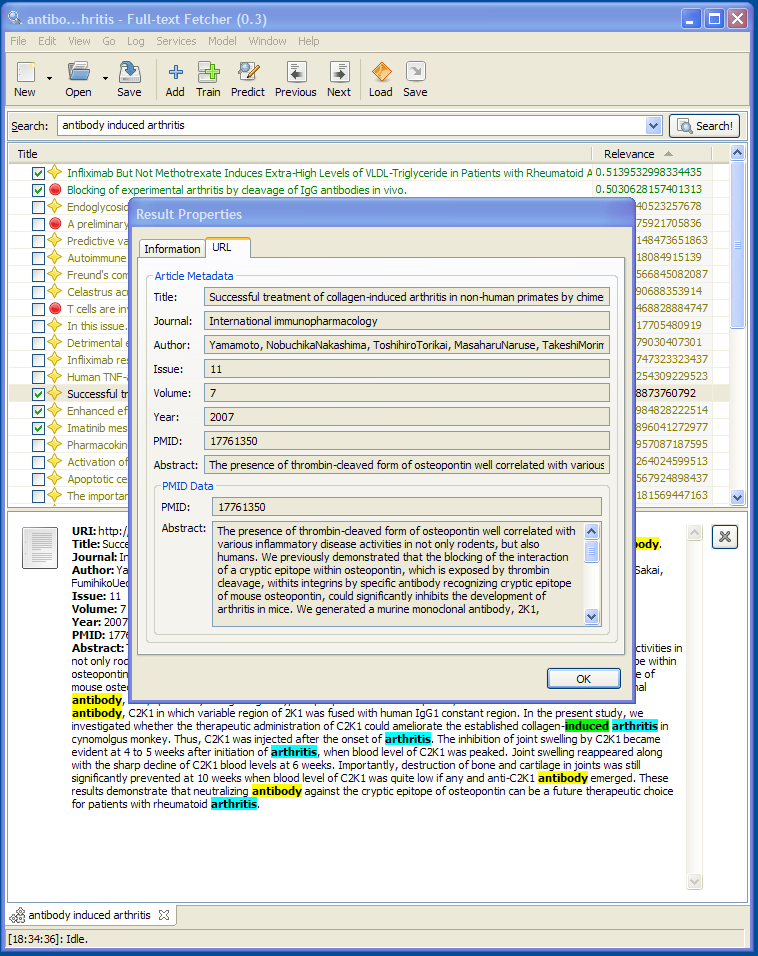 antibo...hritis - Full-text Fetcher (0.3)
File Edit View Go Log Services Model Window Help
New Open Save Add Train Predict Previous Next Load Save
Search: antibody induced arthritis Search!
Title Relevance
Infliximab But Not Methotrexate Induces Extra-High Levels of VLDL-Triglyceride in Patients with Rheumatoid A 0.5139532998334435
Blocking of experimental arthritis by cleavage of IgG antibodies in vivo. 0.5030628157401313
Endoglycosid 40523257678
A preliminary 75921705836
Predictive va 148473651863
Autoimmune 18084915139
Freund's com 566845082087
Celastrus ac 90688353914
T cells are in 468828884747
In this issue. 17705480919
Detrimental e 79030407301
Infliximab res 747323323437
Human TNF- 254309229523
Successful tr 8873760792
Enhanced ef 984828222514
Imatinib mes 896041272977
Pharmacokin 957087187595
Activation of 264024599513
Apoptotic ce 567924898437
The importa 181569447163
Result Properties
Information URL
Article Metadata
Title: Successful treatment of collagen-induced arthritis in non-human primates by chime
Journal: International immunopharmacology
Author: Yamamoto, NobuchikaNakashima, ToshihiroTorikai, MasaharuNaruse, TakeshiMorim
Issue: 11
Volume: 7
Year: 2007
PMID: 17761350
Abstract: The presence of thrombin-cleaved form of osteopontin well correlated with various
PMID Data
PMID: 17761350
Abstract: The presence of thrombin-cleaved form of osteopontin well correlated with
various inflammatory disease activities in not only rodents, but also
humans. We previously demonstrated that the blocking of the interaction
of a cryptic epitope within osteopontin, which is exposed by thrombin
cleavage, withits integrins by specific antibody recognizing cryptic epitope
of mouse osteopontin, could significantly inhibits the development of
arthritis in mice. We generated a murine monoclonal antibody, 2K1,
OK
URI: http:/
Title: Succe body.
Journal: In
Author: Ya Sakai,
FumihikoUed
Issue: 11
Volume: 7
Year: 2007
PMID: 1776
Abstract: T ctivities in
not only rod pe within
osteopontin e of
mouse oste nal
antibody,
antibody, C2K1 in which variable region of 2K1 was fused with human IgG1 constant region. In the present study, we
investigated whether the therapeutic administration of C2K1 could ameliorate the established collagen-induced arthritis in
cynomolgus monkey. Thus, C2K1 was injected after the onset of arthritis. The inhibition of joint swelling by C2K1 became
evident at 4 to 5 weeks after initiation of arthritis, when blood level of C2K1 was peaked. Joint swelling reappeared along
with the sharp decline of C2K1 blood levels at 6 weeks. Importantly, destruction of bone and cartilage in joints was still
significantly prevented at 10 weeks when blood level of C2K1 was quite low if any and anti-C2K1 antibody emerged. These
results demonstrate that neutralizing antibody against the cryptic epitope of osteopontin can be a future therapeutic choice
for patients with rheumatoid arthritis.
antibody induced arthritis
[18:34:36]: Idle.